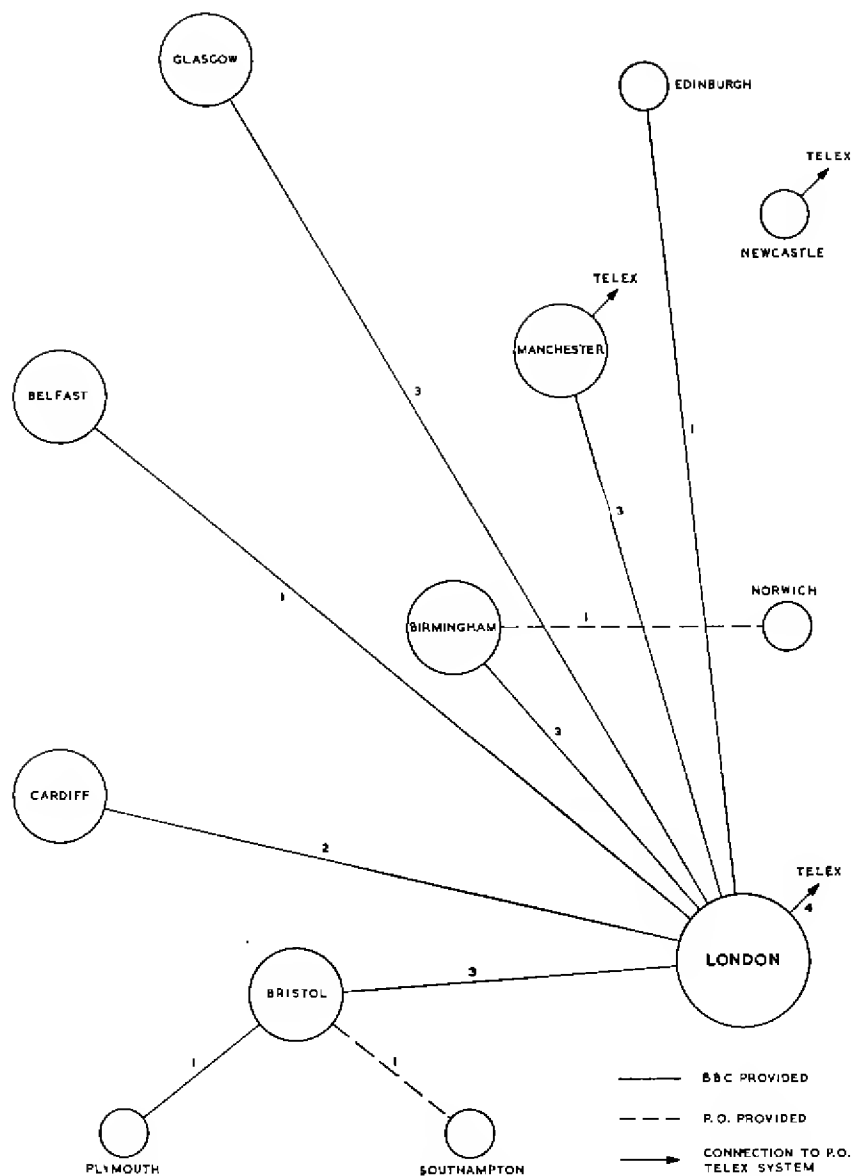 GLASGOW
EDINBURGH
TELEX
NEWCASTLE
TELEX
MANCHESTER
BELFAST
3
1
3
NORWICH
1
BIRMINGHAM
1
3
CARDIFF
2
TELEX
4
LONDON
3
BRISTOL
1
1
BBC PROVIDED
P.O. PROVIDED
CONNECTION TO P.O.
TELEX SYSTEM
PLYMOUTH
SOUTHAMPTON